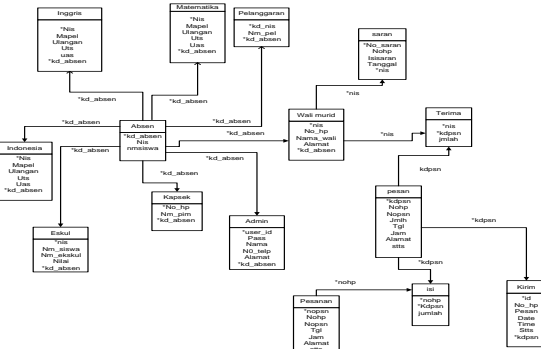 Inggris
*Nis
Mapel
Ulangan
Uts
uas
*kd_absen
Matematika
*Nis
Mapel
Ulangan
Uts
Uas
*kd_absen
Pelanggaran
*kd_nis
Nm_pel
*kd_absen
saran
*No_saran
Nohp
Isisaran
Tanggal
*nis
*kd_absen
*kd_absen
*kd_absen
*nis
Absen
*kd_absen
Nis
nmsiswa
*kd_absen
*kd_absen
*kd_absen
*kd_absen
*kd_absen
*kd_absen
Wali murid
*nis
No_hp
Nama_wali
Alamat
*kd_absen
*nis
Terima
*nis
*kdpsn
jmlah
kdpsn
Indonesia
*Nis
Mapel
Ulangan
Uts
Uas
*kd_absen
Kapsek
*No_hp
Nm_pim
*kd_absen
pesan
*kdpsn
Nohp
Nopsn
Jmlh
Tgl
Jam
Alamat
stts
*kdpsn
*kdpsn
Eskul
*nis
Nm_siswa
Nm_ekskul
Nilai
*kd_absen
Admin
*user_id
Pass
Nama
N0_telp
Alamat
*kd_absen
*nohp
Pesanan
*nopsn
Nohp
Nopsn
Tgl
Jam
Alamat
isi
*nohp
*Kdpsn
jumlah
Kirim
*id
No_hp
Pesan
Date
Time
Stts
*kdpsn